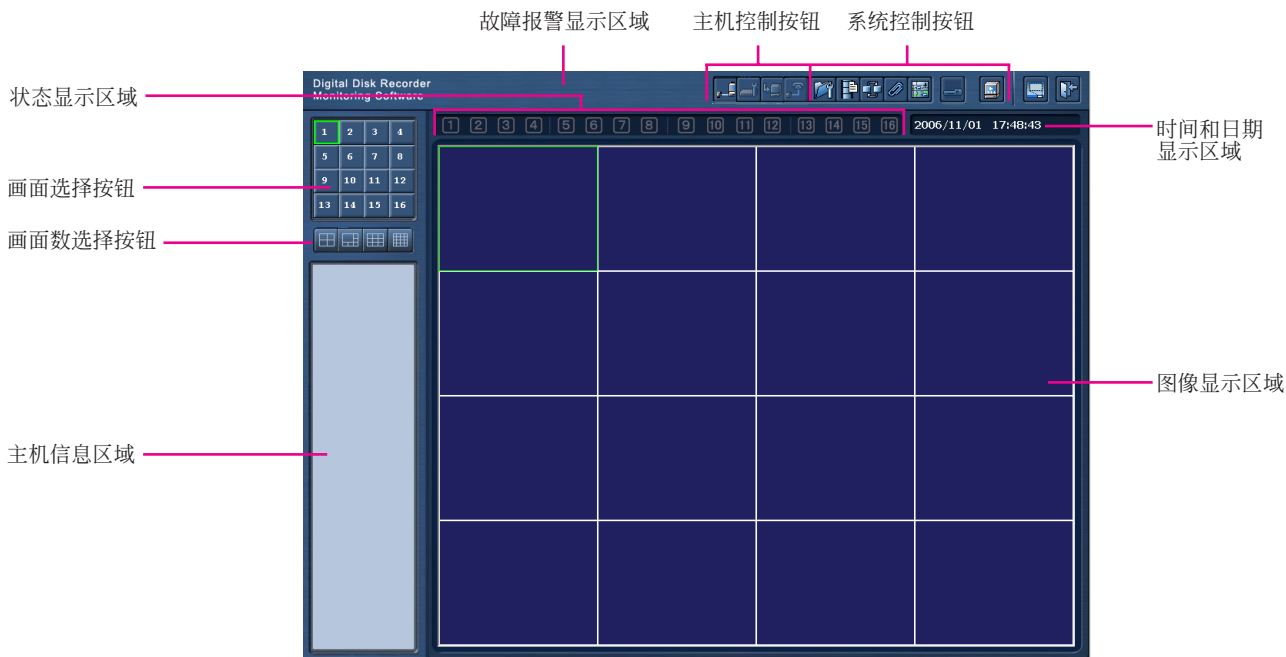 故障报警显示区域
主机控制按钮
系统控制按钮
状态显示区域
Digital Disk Recorder
Monitoring Software
1 2 3 4 5 6 7 8 9 10 11 12 13 14 15 16
2006/11/01 17:48:43
时间和日期
显示区域
1 2 3 4
5 6 7 8
9 10 11 12
13 14 15 16
画面选择按钮
画面数选择按钮
图像显示区域
主机信息区域